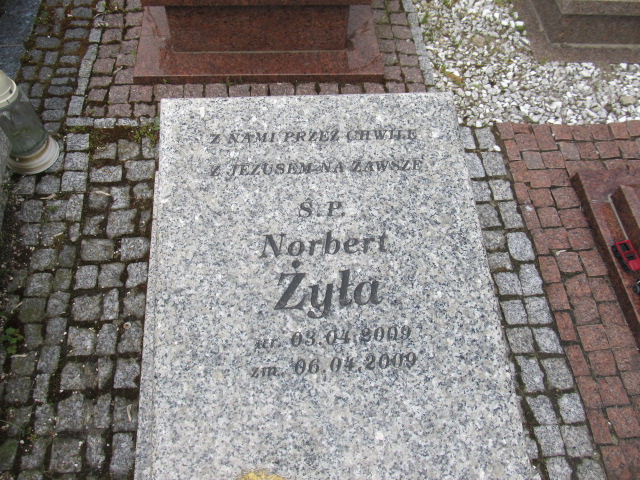 Z NAMI PRZEZ CHWILĘ
Z JEZUSEM NA ZAWSZE
Ś.P.
Norbert
Żyła
ur. 03.04.2009
zm. 06.04.2009